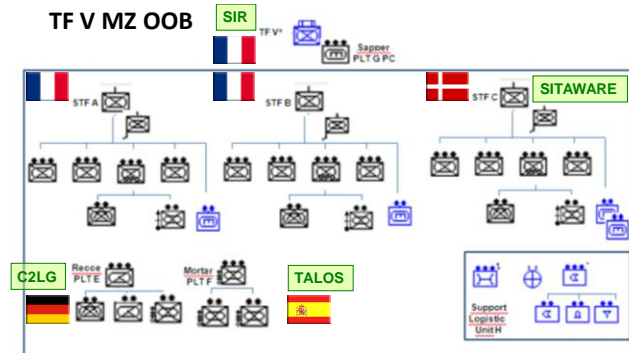 TF V MZ OOB
SIR
TF V*
Sapper
PLT G PC
STF A
STF B
STF C
SITAWARE
C2LG
Recce
PLT E
Mortar
PLT F
TALOS
Support
Logistic
Unit H